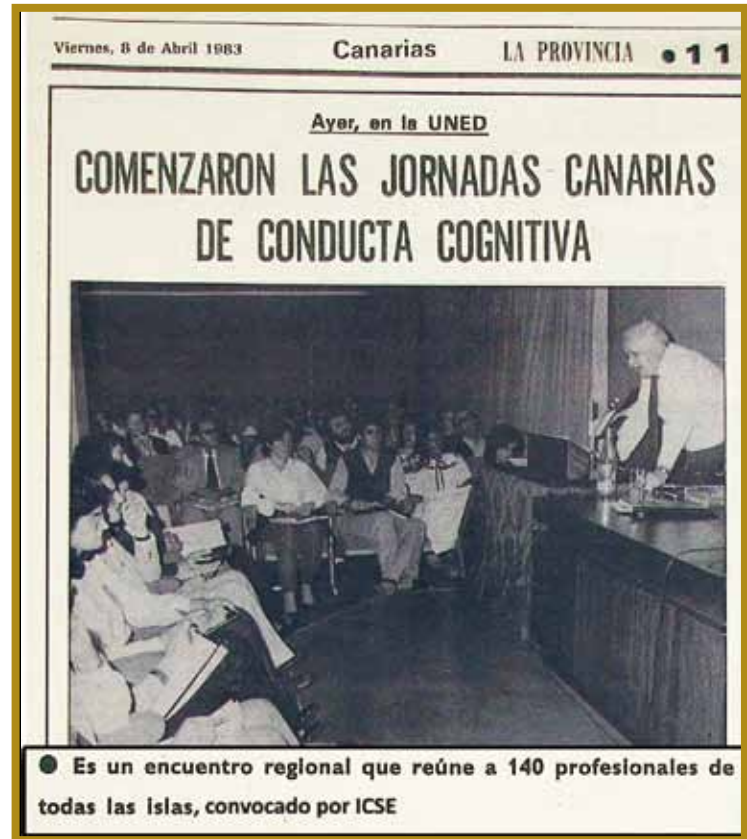 Viernes, 8 de Abril 1983 Canarias LA PROVINCIA ● 11
Ayer, en la UNED
COMENZARON LAS JORNADAS CANARIAS
DE CONDUCTA COGNITIVA
● Es un encuentro regional que reúne a 140 profesionales de
todas las islas, convocado por ICSE